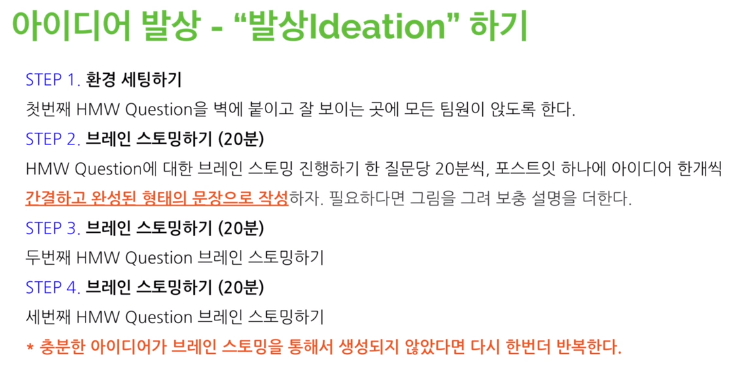 아이디어 발상 - “발상Ideation” 하기
STEP 1. 환경 세팅하기
첫번째 HMW Question을 벽에 붙이고 잘 보이는 곳에 모든 팀원이 앉도록 한다.
STEP 2. 브레인 스토밍하기 (20분)
HMW Question에 대한 브레인 스토밍 진행하기 한 질문당 20분씩, 포스트잇 하나에 아이디어 한개씩
간결하고 완성된 형태의 문장으로 작성하자. 필요하다면 그림을 그려 보충 설명을 더한다.
STEP 3. 브레인 스토밍하기 (20분)
두번째 HMW Question 브레인 스토밍하기
STEP 4. 브레인 스토밍하기 (20분)
세번째 HMW Question 브레인 스토밍하기
* 충분한 아이디어가 브레인 스토밍을 통해서 생성되지 않았다면 다시 한번더 반복한다.